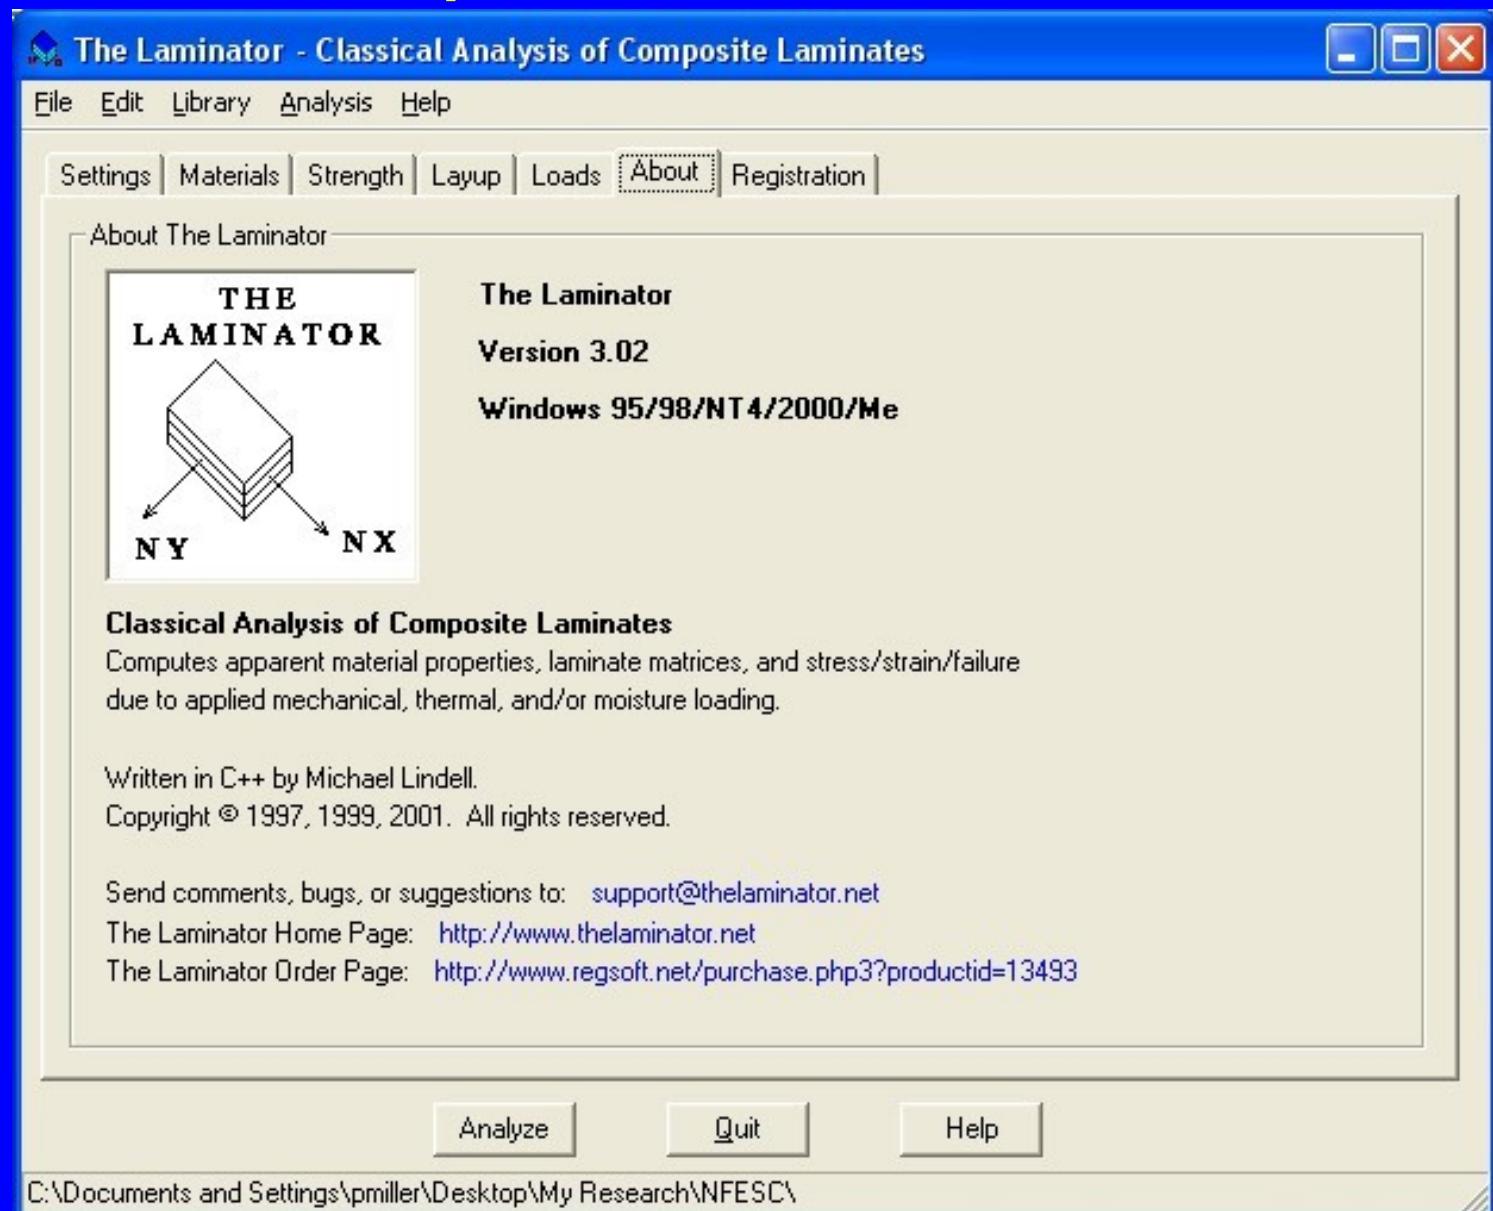 The Laminator - Classical Analysis of Composite Laminates
File Edit Library Analysis Help
Settings Materials Strength Layup Loads About Registration
About The Laminator
THE
LAMINATOR
NY
NX
The Laminator
Version 3.02
Windows 95/98/NT4/2000/Me
Classical Analysis of Composite Laminates
Computes apparent material properties, laminate matrices, and stress/strain/failure
due to applied mechanical, thermal, and/or moisture loading.
Written in C++ by Michael Lindell.
Copyright © 1997, 1999, 2001. All rights reserved.
Send comments, bugs, or suggestions to: support@thelaminator.net
The Laminator Home Page: http://www.thelaminator.net
The Laminator Order Page: http://www.regsoft.net/purchase.php3?productid=13493
Analyze Quit Help
C:\Documents and Settings\pmiller\Desktop\My Research\NFESC\